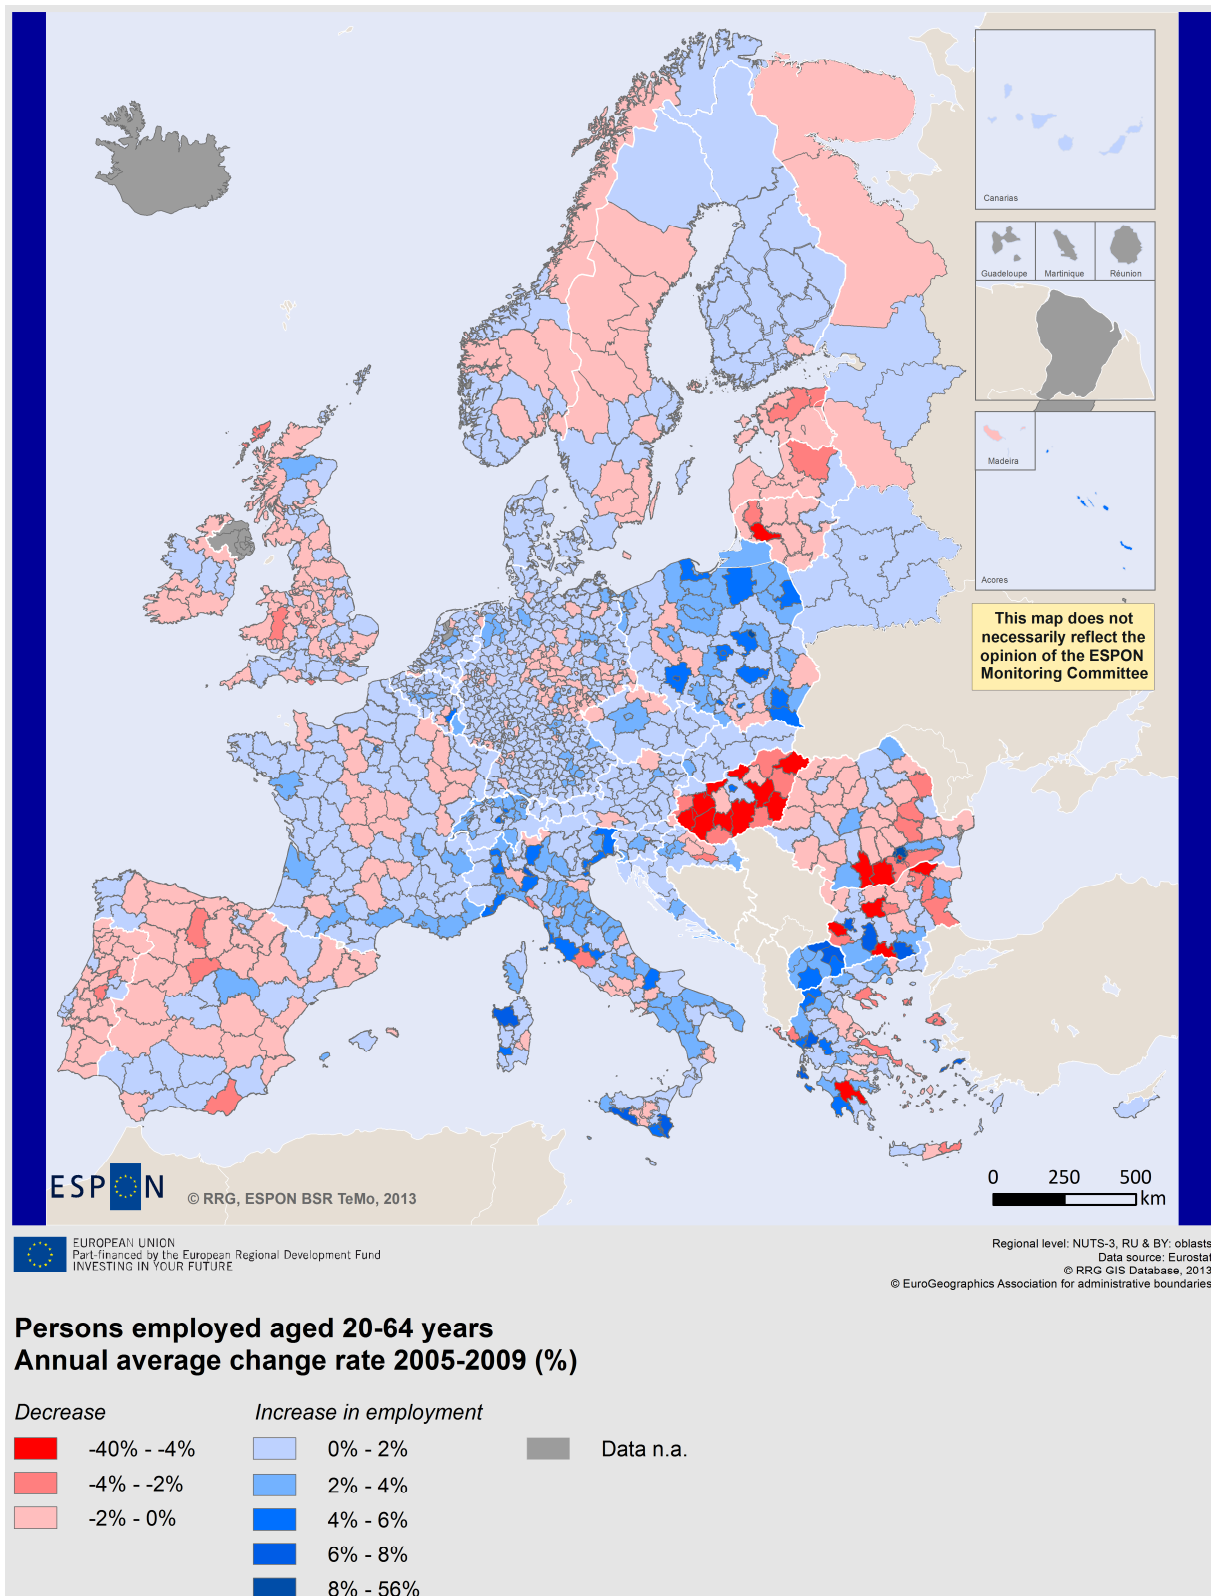 Canarias
Guadeloupe
Martinique
Réunion
Madeira
Acores
This map does not
necessarily reflect the
opinion of the ESPON
Monitoring Committee
ESPON
© RRG, ESPON BSR TeMo, 2013
0 250 500
km
EUROPEAN UNION
Part-financed by the European Regional Development Fund
INVESTING IN YOUR FUTURE
Regional level: NUTS-3, RU & BY: oblasts
Data source: Eurostat
© RRG GIS Database, 2013
© EuroGeographics Association for administrative boundaries
Persons employed aged 20-64 years
Annual average change rate 2005-2009 (%)
Decrease
-40% - -4%
-4% - -2%
-2% - 0%
Increase in employment
0% - 2%
2% - 4%
4% - 6%
6% - 8%
8% - 56%
Data n.a.